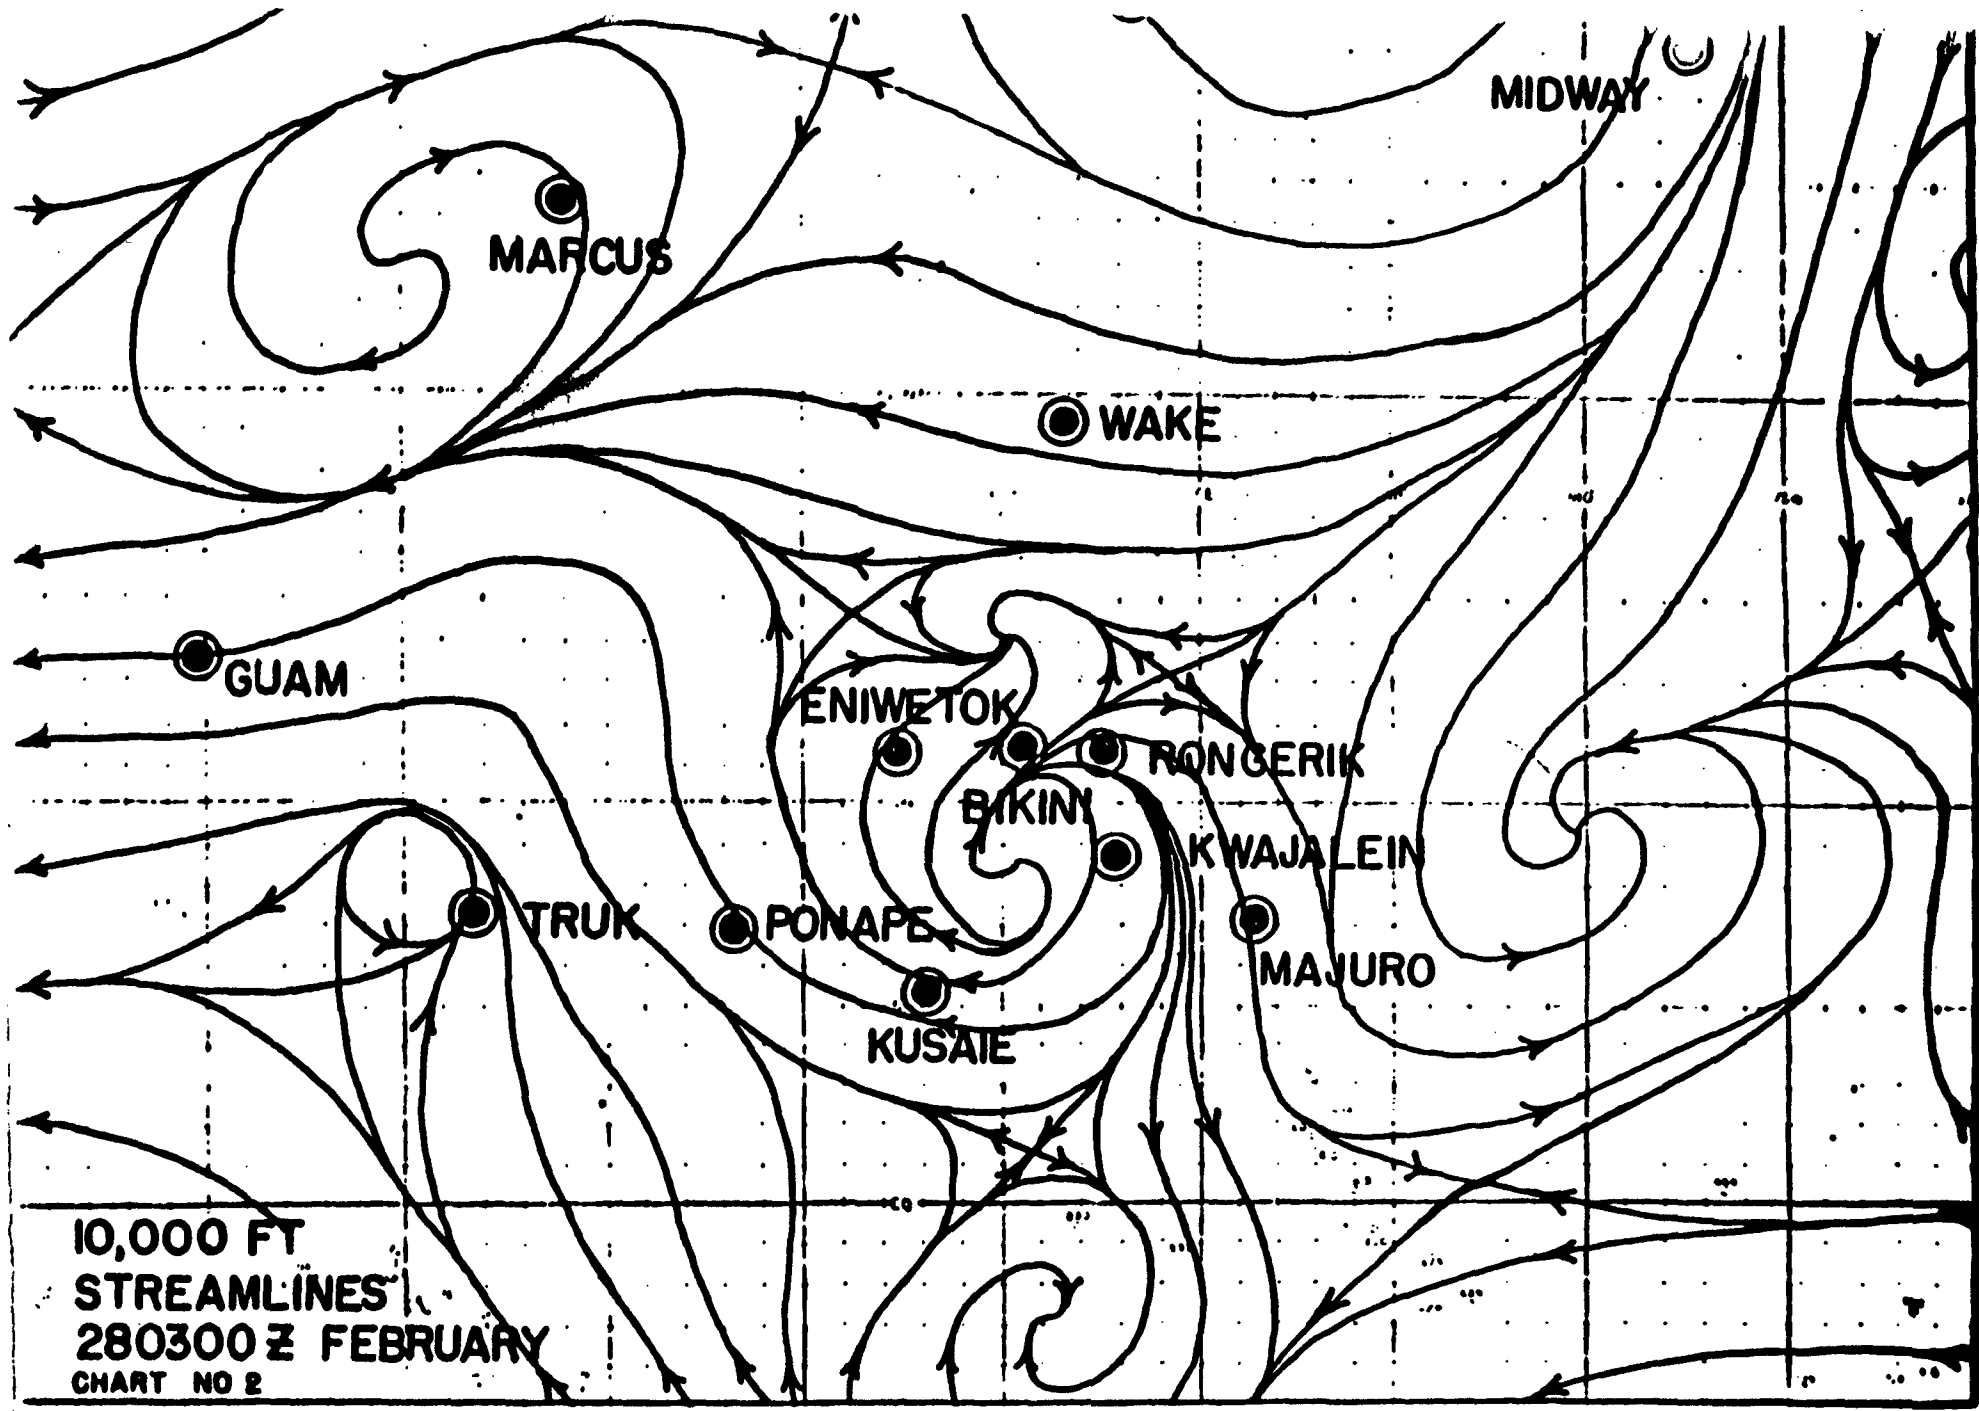 MIDWAY
MARCUS
WAKE
GUAM
ENIWETOK
RONGERIK
BIKINI
KWAJALEIN
TRUK
PONAPE
MAJURO
KUSAIE
10,000 FT
STREAMLINES
280300Z FEBRUARY
CHART NO 2